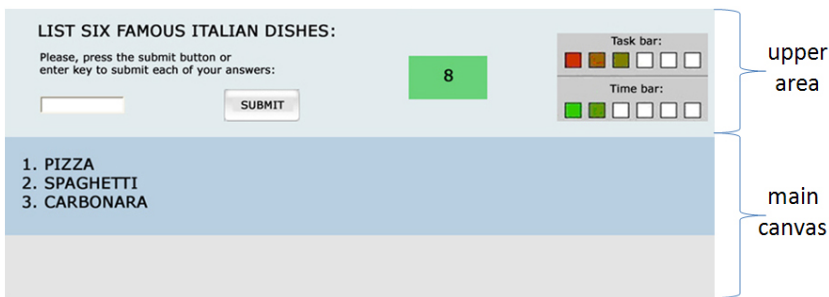 LIST SIX FAMOUS ITALIAN DISHES:
Please, press the submit button or
enter key to submit each of your answers:
SUBMIT
8
Task bar:
Time bar:
upper
area
1. PIZZA
2. SPAGHETTI
3. CARBONARA
main
canvas